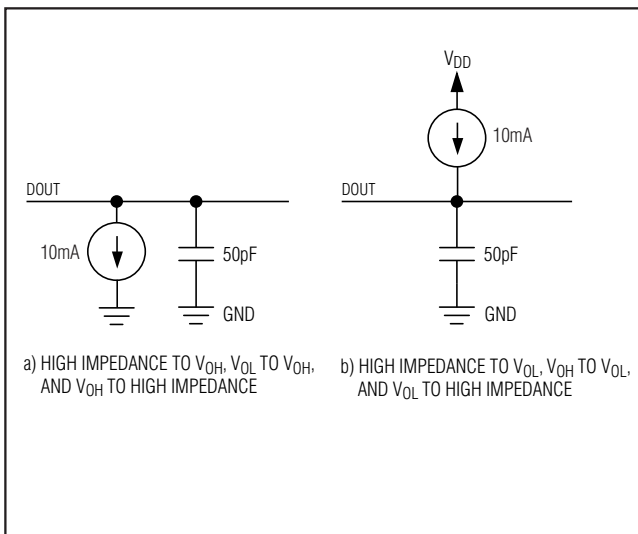 DOUT
10mA
50pF
GND
a) HIGH IMPEDANCE TO VOH, VOL TO VOH,
AND VOH TO HIGH IMPEDANCE
VDD
10mA
DOUT
50pF
GND
b) HIGH IMPEDANCE TO VOL, VOH TO VOL,
AND VOL TO HIGH IMPEDANCE